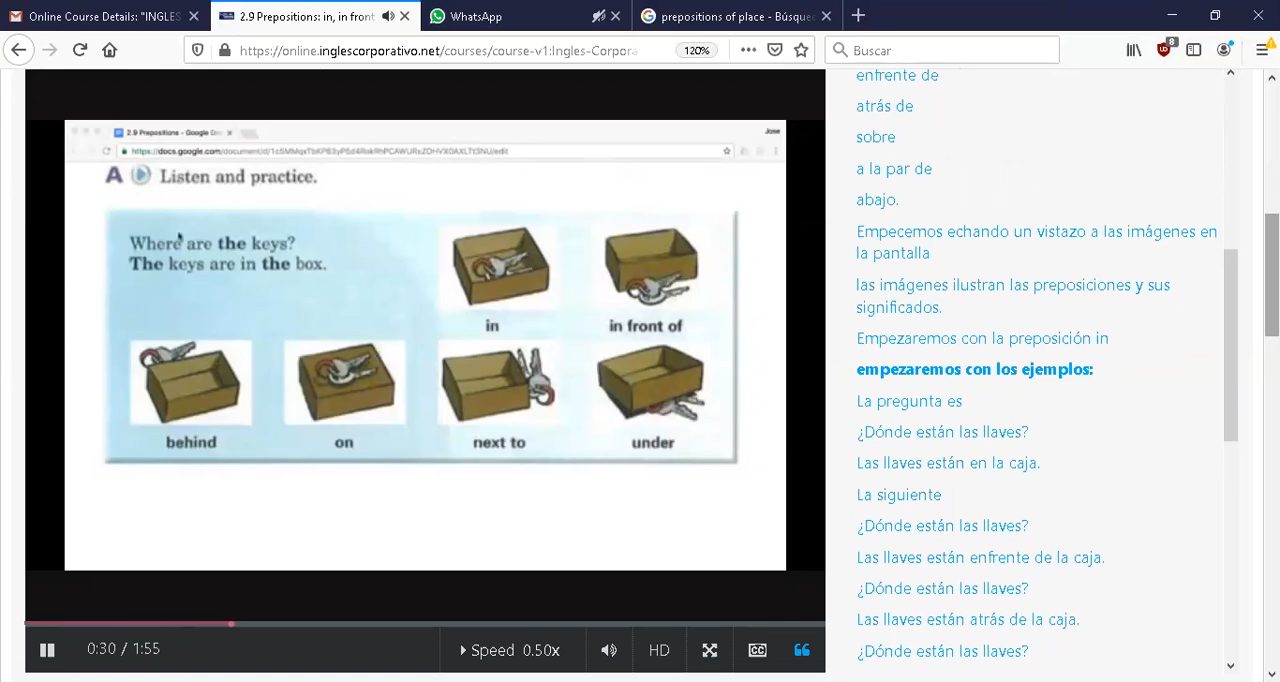 Online Course Details: "INGLES
2.9 Prepositions: in, in front
WhatsApp
prepositions of place - Búsque
https://online.inglescorporativo.net/courses/course-v1:Ingles-Corpora
120%
Buscar
8
2.9 Prepositions - Google Do
Jose
A Listen and practice.
Where are the keys?
The keys are in the box.
in
in front of
behind
on
next to
under
0:30 / 1:55
Speed 0.50x
HD
CC
enfrente de
atrás de
sobre
a la par de
abajo.
Empecemos echando un vistazo a las imágenes en
la pantalla
las imágenes ilustran las preposiciones y sus
significados.
Empezaremos con la preposición in
empezaremos con los ejemplos:
La pregunta es
¿Dónde están las llaves?
Las llaves están en la caja.
La siguiente
¿Dónde están las llaves?
Las llaves están enfrente de la caja.
¿Dónde están las llaves?
Las llaves están atrás de la caja.
¿Dónde están las llaves?